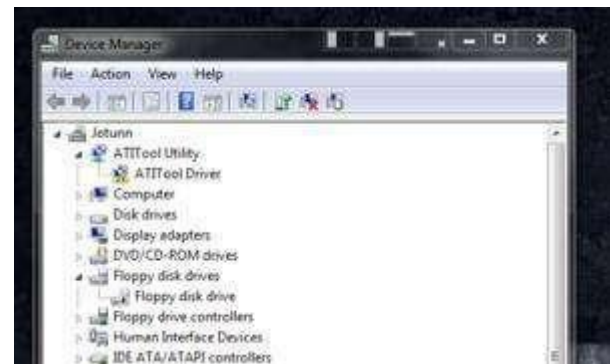 Device Manager
File Action View Help
Jotunn
ATITool Utility
ATITool Driver
Computer
Disk drives
Display adapters
DVD/CD-ROM drives
Floppy disk drives
Floppy disk drive
Floppy drive controllers
Human Interface Devices
IDE ATA/ATAPI controllers